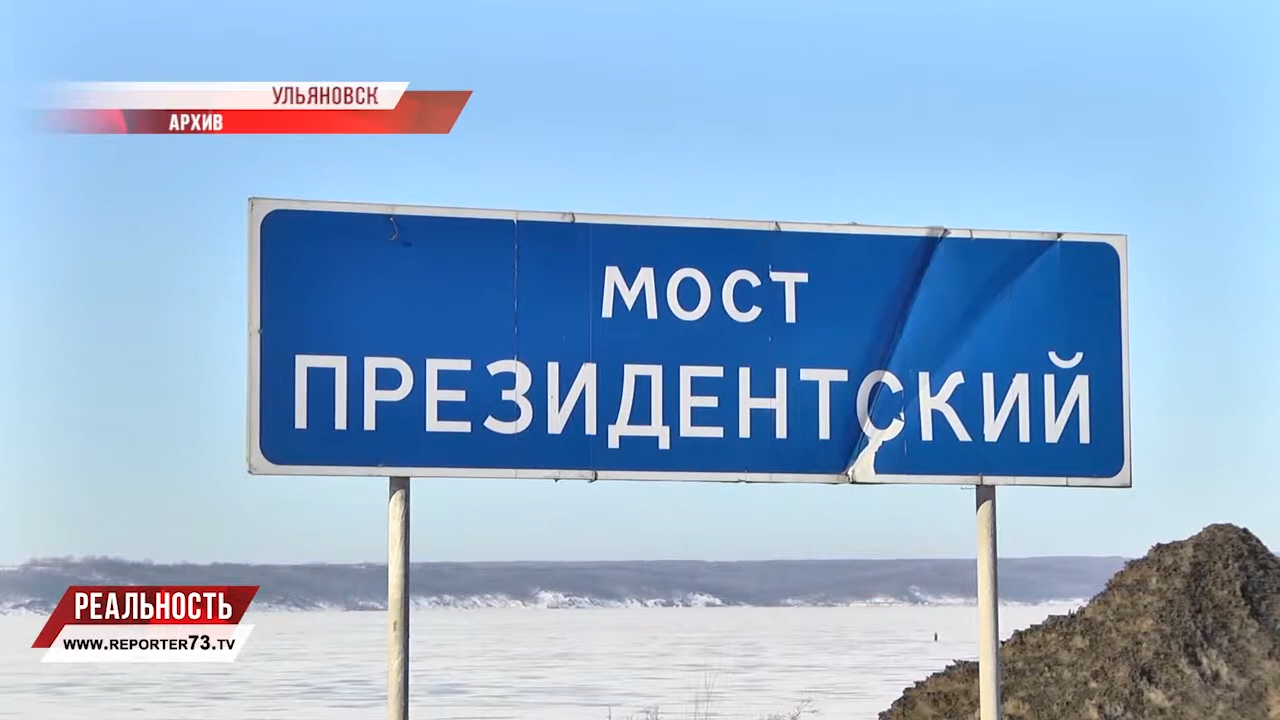 УЛЬЯНОВСК
АРХИВ
МОСТ
ПРЕЗИДЕНТСКИЙ
РЕАЛЬНОСТЬ
WWW.REPORTER73.TV